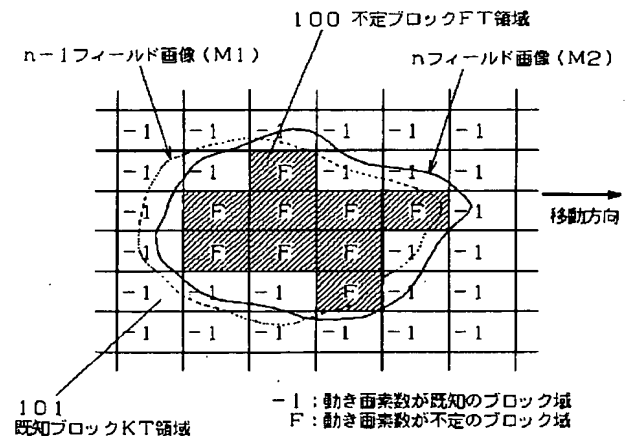 100 不定ブロックFT領域
n-1フィールド画像(M1)
nフィールド画像(M2)
-1 -1 -1 -1 -1 -1
-1 -1 F -1 -1 -1
-1 F F F F -1
移動方向
-1 F F F -1 -1
-1 -1 -1 F -1 -1
-1 -1 -1 -1 -1 -1
101
既知ブロックKT領域
-1:動き画素数が既知のブロック域
F:動き画素数が不定のブロック域